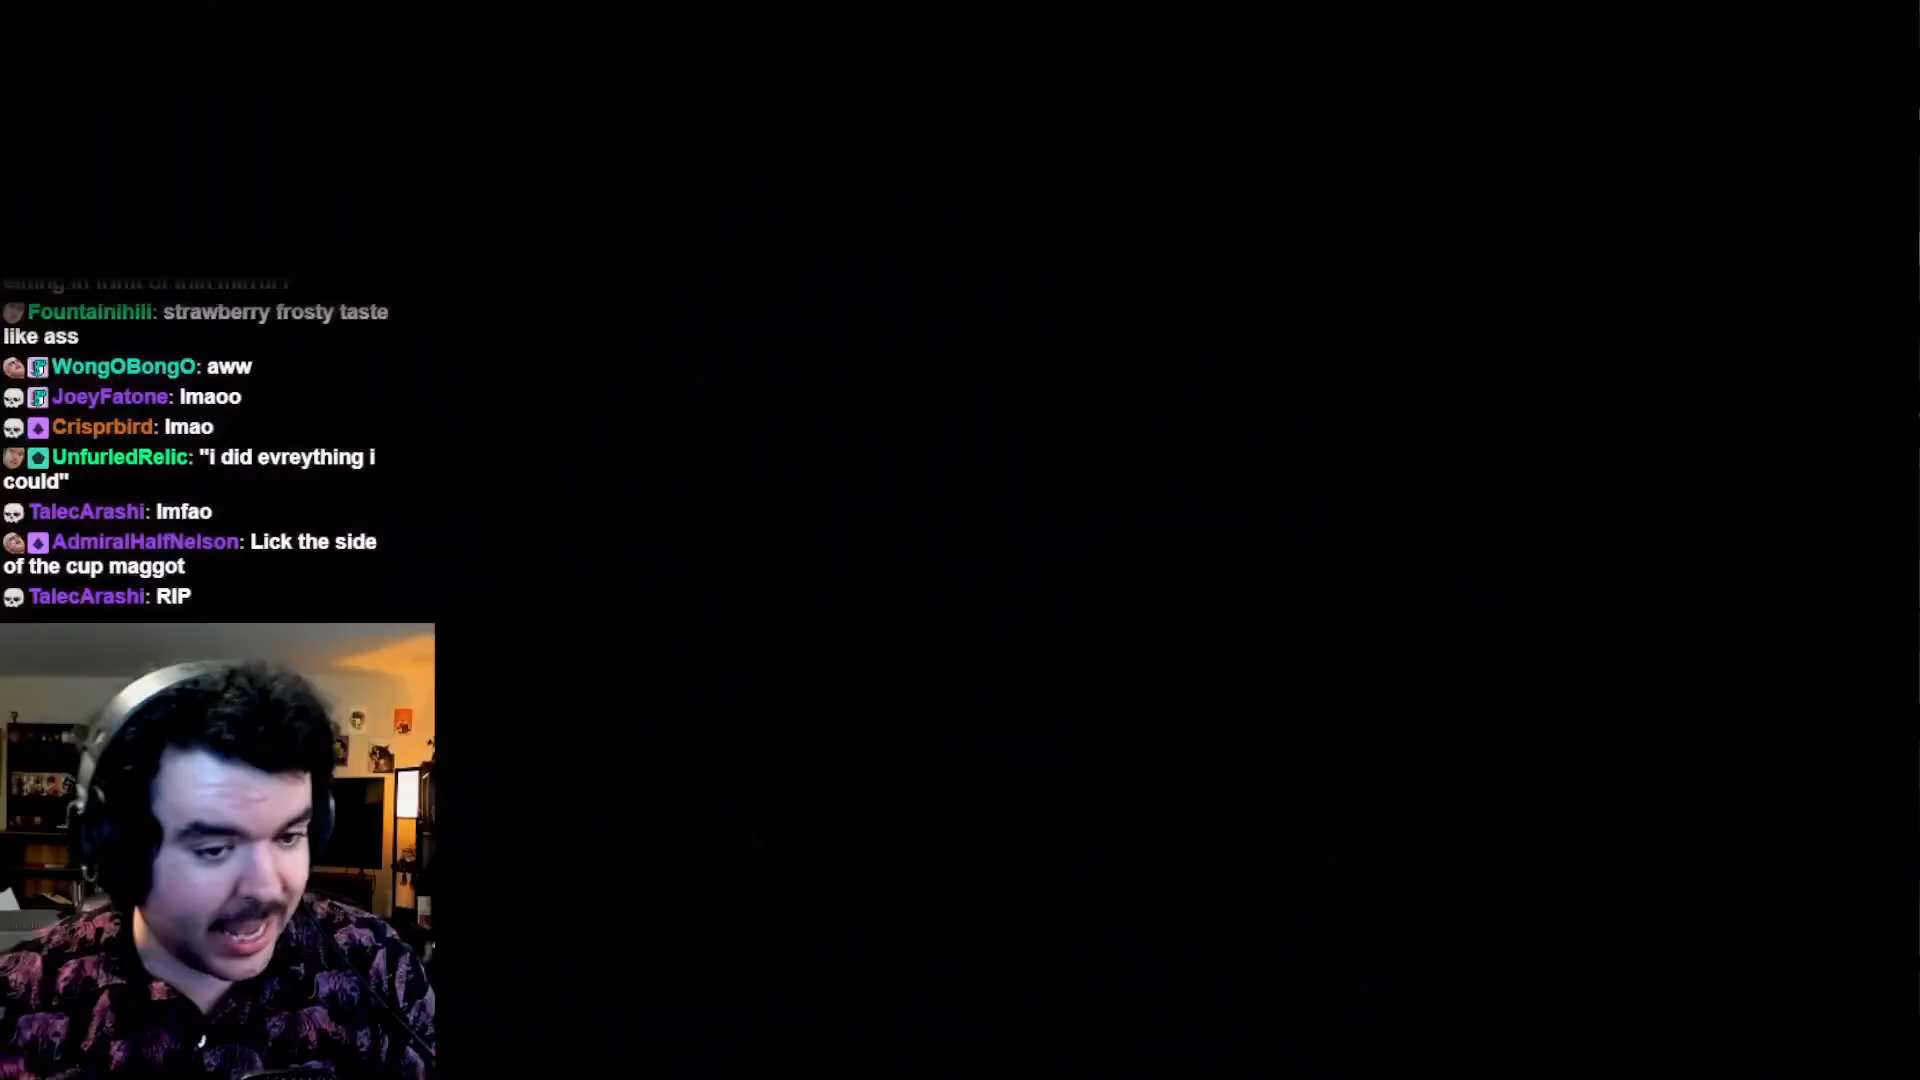 Fountainihili: strawberry frosty taste
like ass
WongOBongO: aww
JoeyFatone: lmaoo
Crisprbird: lmao
UnfurledRelic: "i did evreything i
could"
TalecArashi: lmfao
AdmiralHalfNelson: Lick the side
of the cup maggot
TalecArashi: RIP